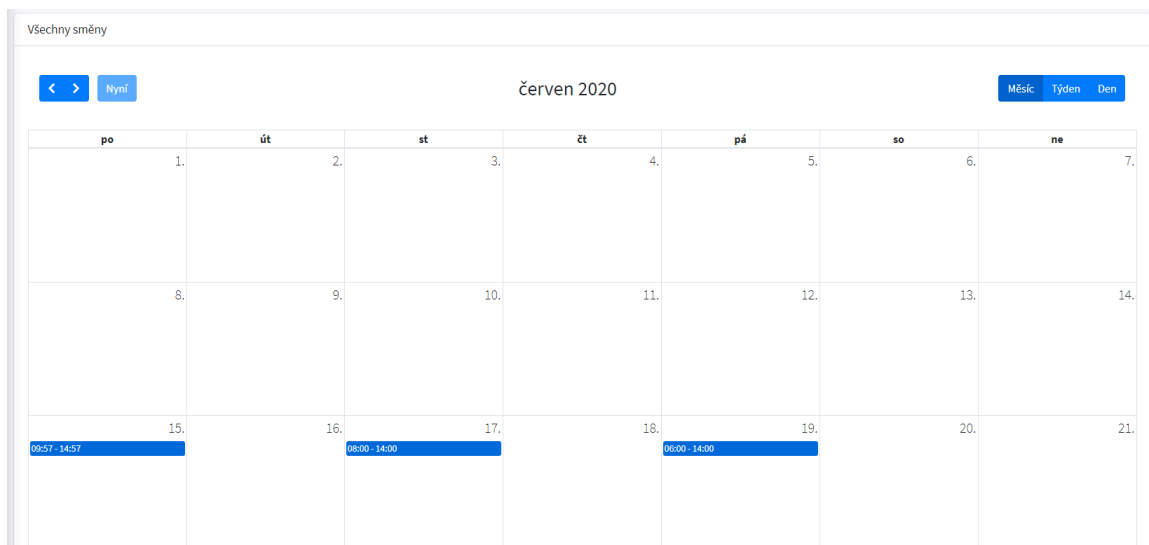 Všechny směny
Nyní
červen 2020
Měsíc Týden Den
po út st čt pá so ne
1. 2. 3. 4. 5. 6. 7.
8. 9. 10. 11. 12. 13. 14.
15. 16. 17. 18. 19. 20. 21.
09:57 - 14:57 08:00 - 14:00 06:00 - 14:00